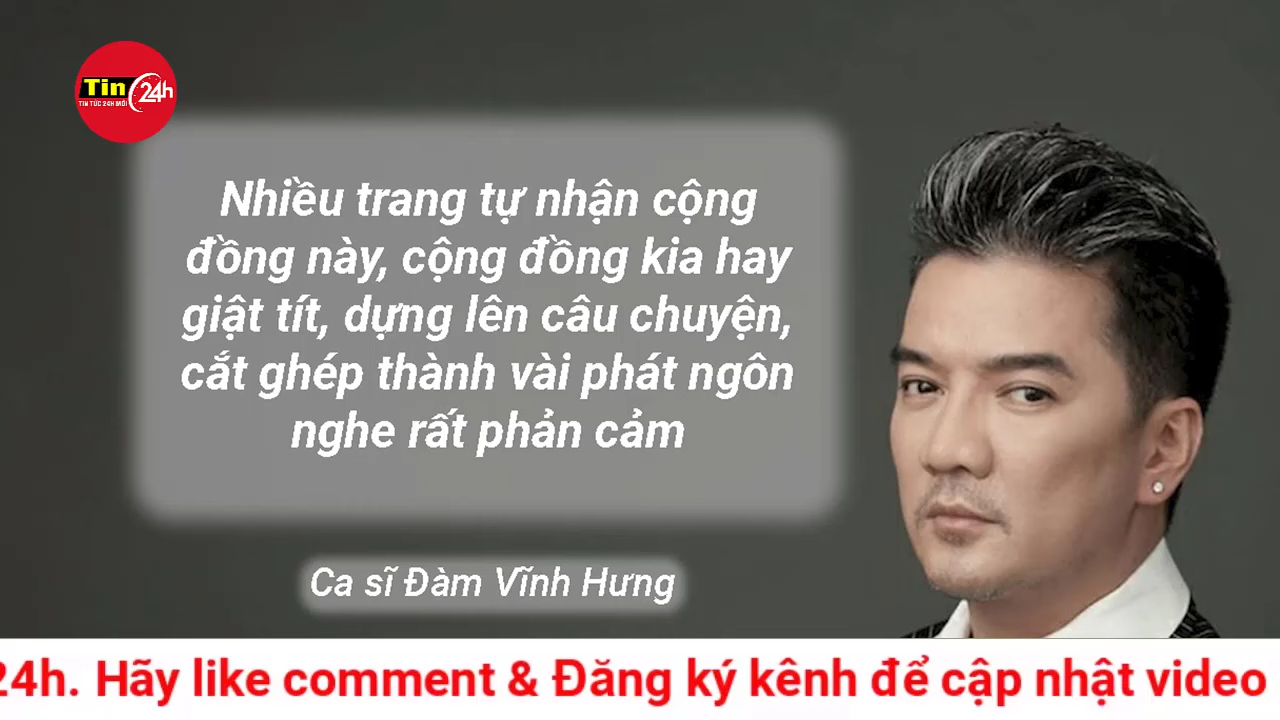 Tin 24h
TIN TỨC 24H MỚI
Nhiều trang tự nhận cộng
đồng này, cộng đồng kia hay
giật tít, dựng lên câu chuyện,
cắt ghép thành vài phát ngôn
nghe rất phản cảm
Ca sĩ Đàm Vĩnh Hưng
24h. Hãy like comment & Đăng ký kênh để cập nhật video